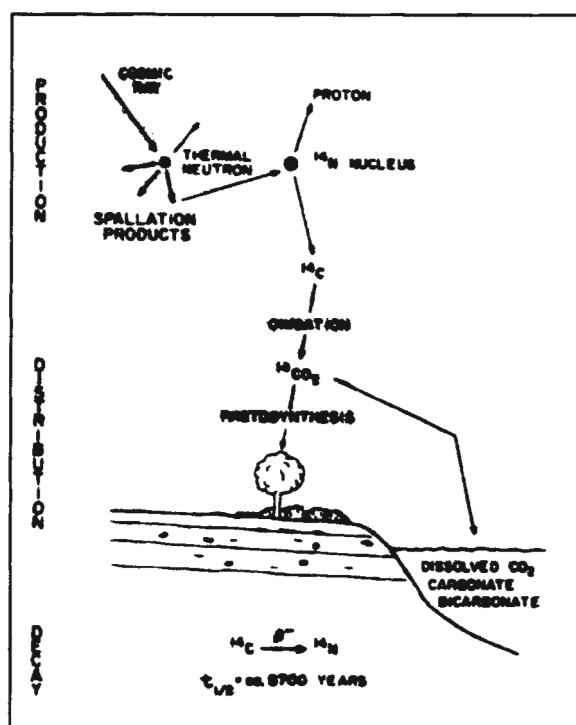 PRODUCTION
COSMIC
RAY
PROTON
THERMAL
NEUTRON
¹⁴N NUCLEUS
SPALLATION
PRODUCTS
¹⁴C
OXIDATION
DISTRIBUTION
¹⁴CO₂
PHOTOSYNTHESIS
DISSOLVED CO₂
CARBONATE
BICARBONATE
DECAY
¹⁴C β⁻ ¹⁴N
t₁/₂ = ca. 5700 YEARS